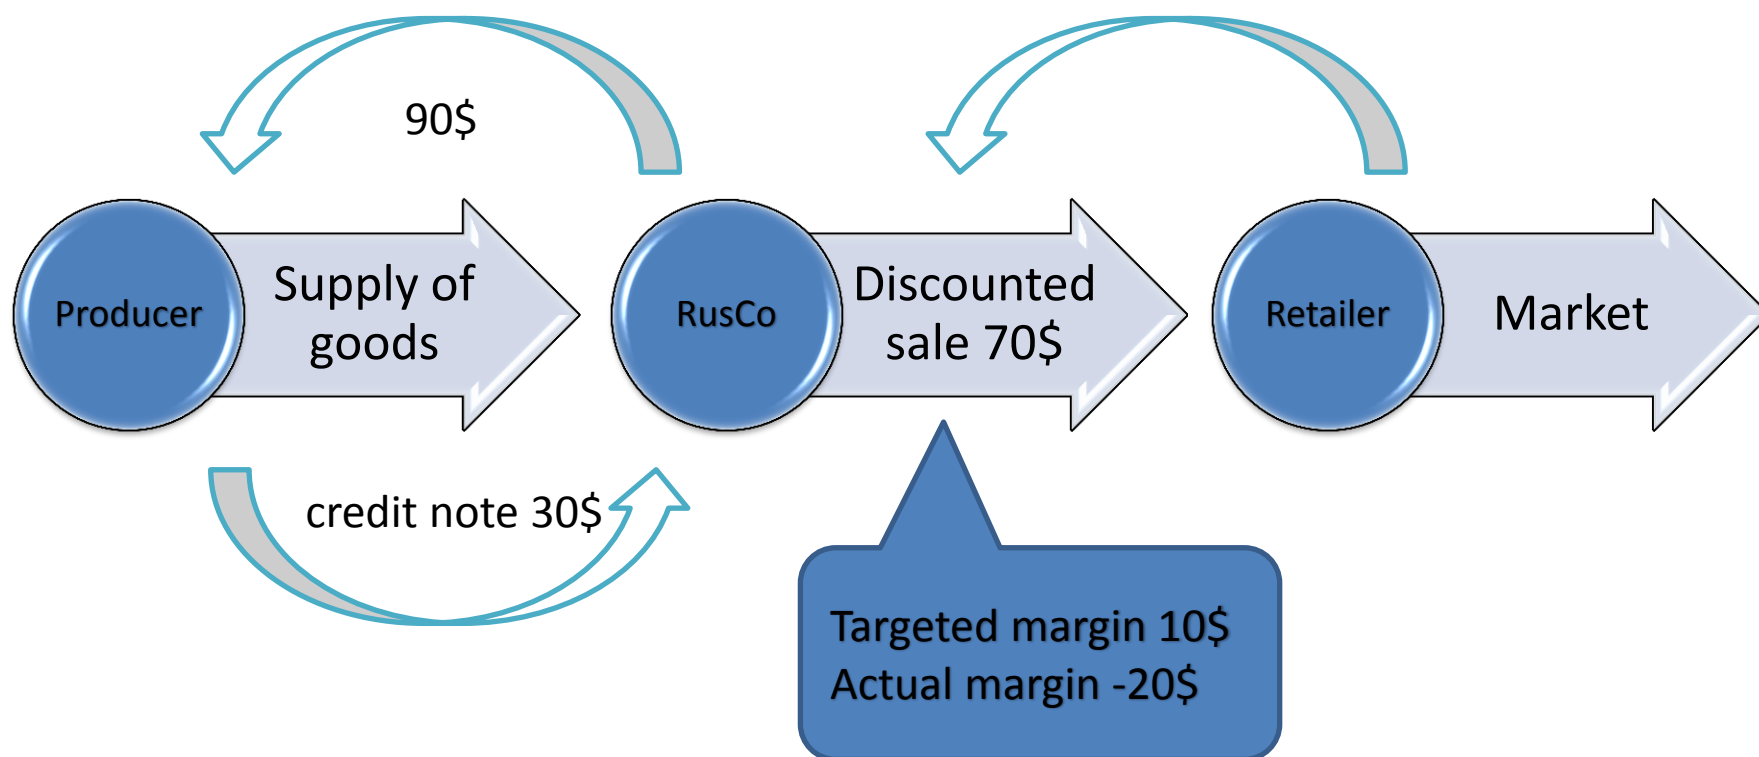 90$
Producer
Supply of
goods
RusCo
Discounted
sale 70$
Retailer
Market
credit note 30$
Targeted margin 10$
Actual margin -20$